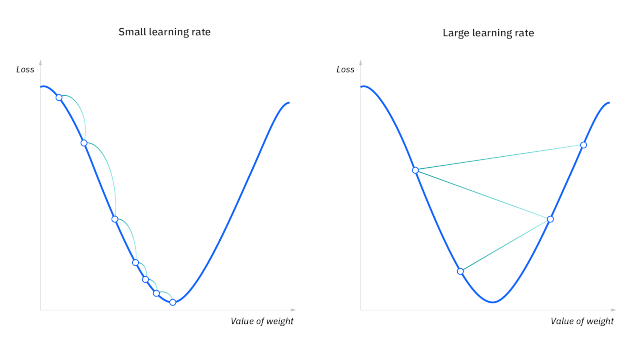 Small learning rate
Loss
Value of weight
Large learning rate
Loss
Value of weight